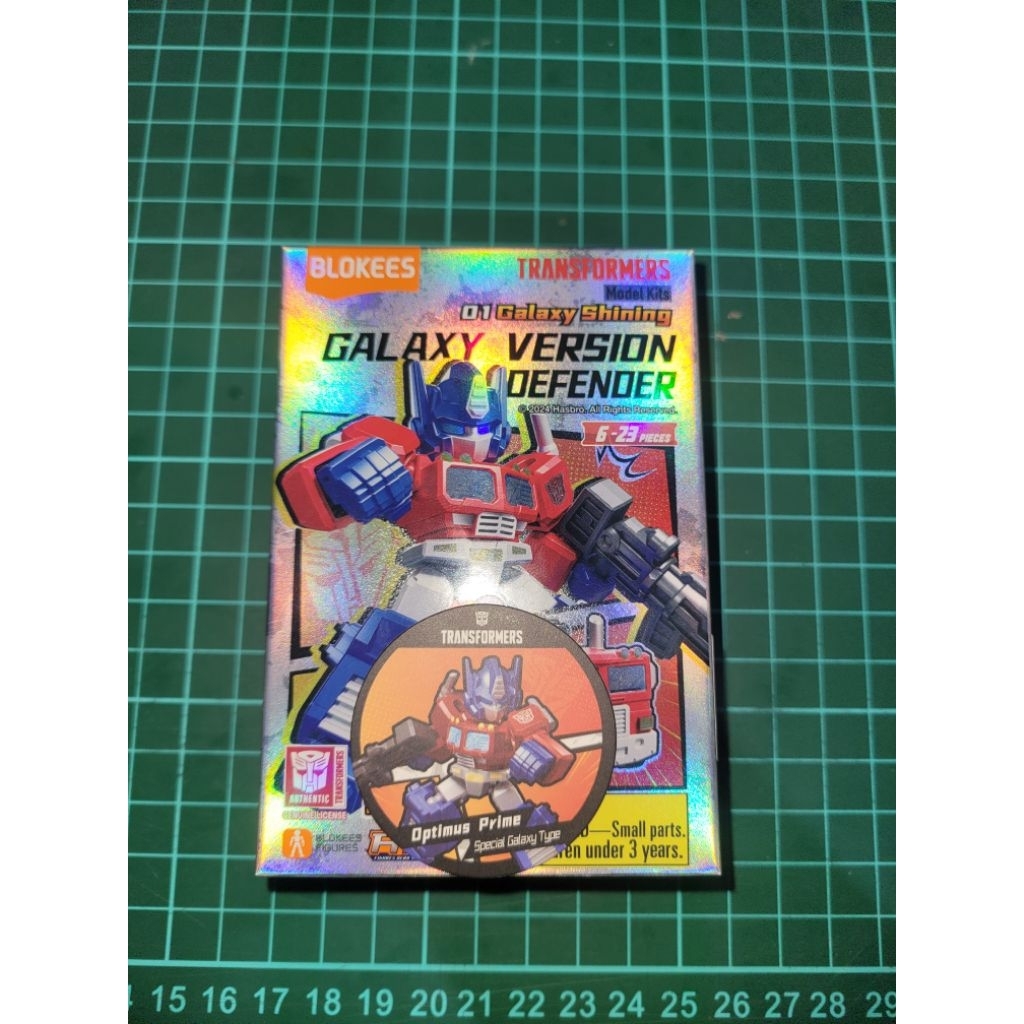 BLOKEES
TRANSFORMERS
Model Kits
01 Galaxy Shining
GALAXY VERSION
DEFENDER
© 2024 Hasbro. All Rights Reserved.
6-23 PIECES
TRANSFORMERS
AUTHENTIC
TRANSFORMERS
GENUINE LICENSE
BLOKEES
FIGURES
Optimus Prime
Special Galaxy Type
—Small parts.
under 3 years.
15 16 17 18 19 20 21 22 23 24 25 26 27 28 29